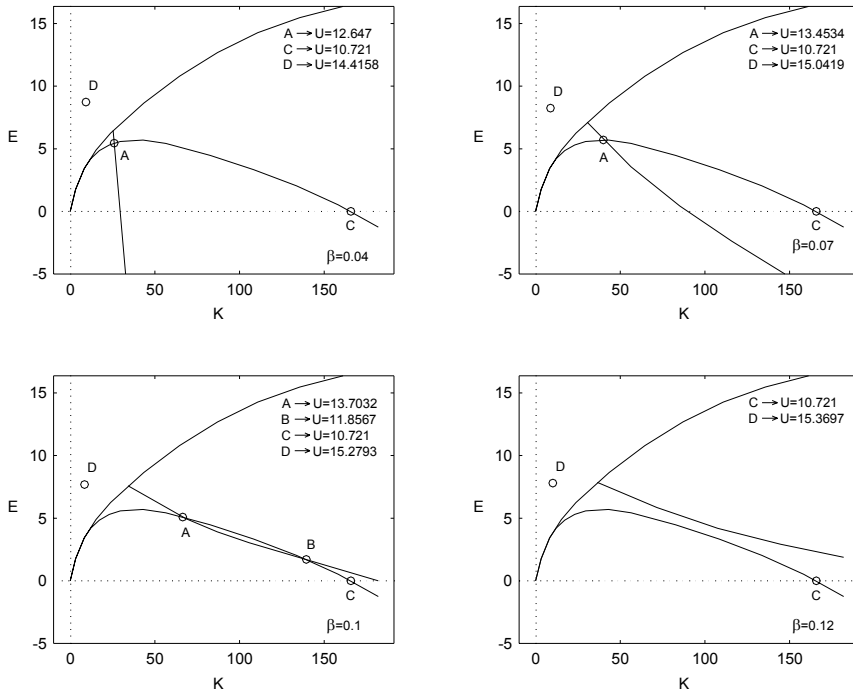 15
10
5
0
-5
E
0
50
100
150
K
A → U=12.647
C → U=10.721
D → U=14.4158
D
A
C
β=0.04
15
10
5
0
-5
E
0
50
100
150
K
A → U=13.4534
C → U=10.721
D → U=15.0419
D
A
C
β=0.07
15
10
5
0
-5
E
0
50
100
150
K
A → U=13.7032
B → U=11.8567
C → U=10.721
D → U=15.2793
D
A
B
C
β=0.1
15
10
5
0
-5
E
0
50
100
150
K
C → U=10.721
D → U=15.3697
D
C
β=0.12